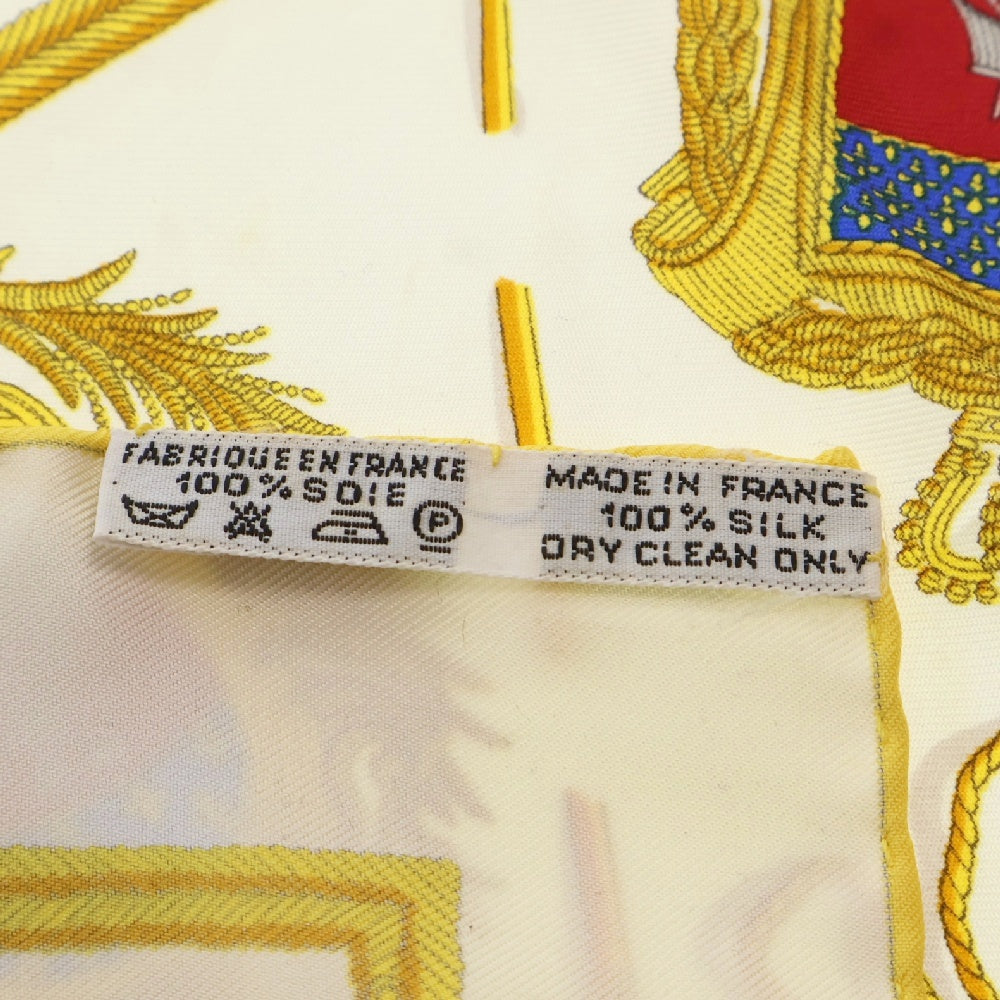 FABRIQUE EN FRANCE
100% SOIE
P
MADE IN FRANCE
100% SILK
DRY CLEAN ONLY